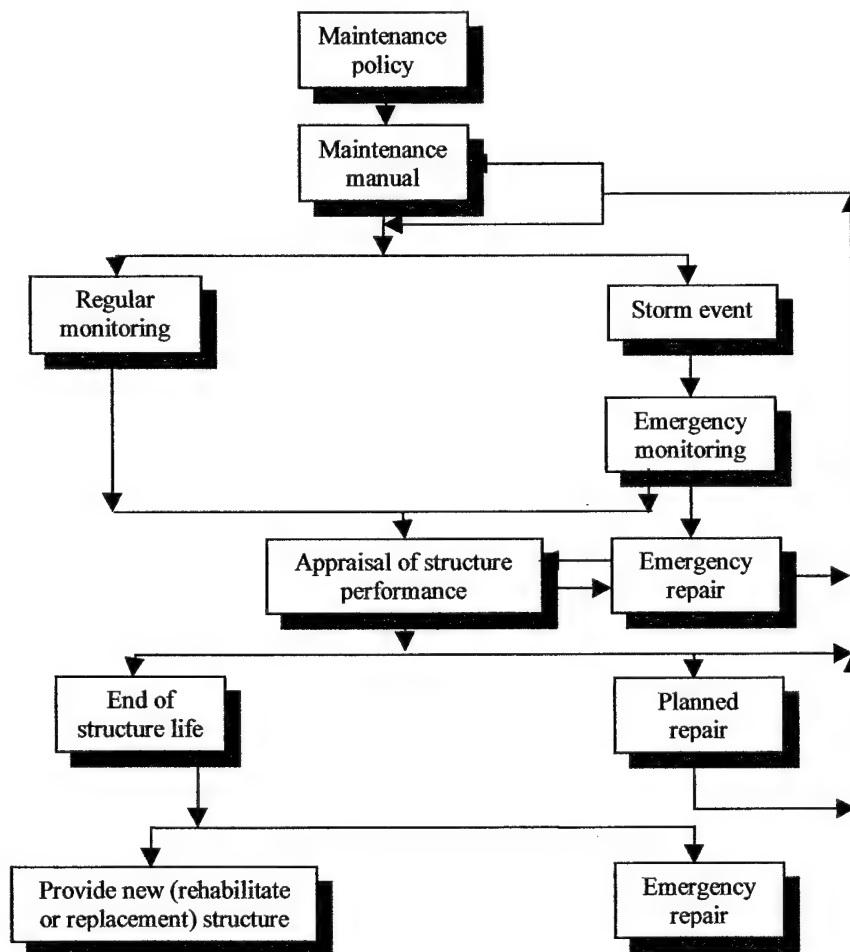 Maintenance
policy
Maintenance
manual
Regular
monitoring
Storm event
Emergency
monitoring
Appraisal of structure
performance
Emergency
repair
End of
structure life
Planned
repair
Provide new (rehabilitate
or replacement) structure
Emergency
repair